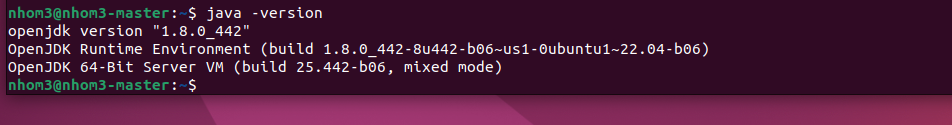 nhom3@nhom3-master:~$ java -version
openjdk version "1.8.0_442"
OpenJDK Runtime Environment (build 1.8.0_442-8u442-b06~us1-0ubuntu1~22.04-b06)
OpenJDK 64-Bit Server VM (build 25.442-b06, mixed mode)
nhom3@nhom3-master:~$